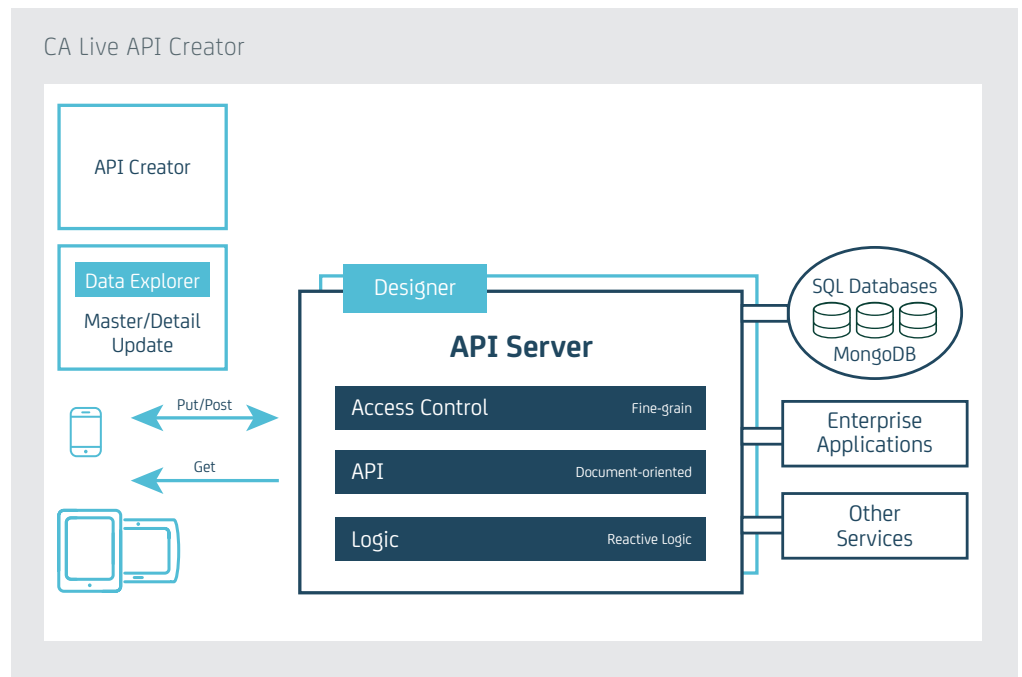 CA Live API Creator
API Creator
Data Explorer
Master/Detail
Update
Put/Post
Get
Designer
API Server
Access Control Fine-grain
API Document-oriented
Logic Reactive Logic
SQL Databases
MongoDB
Enterprise
Applications
Other
Services